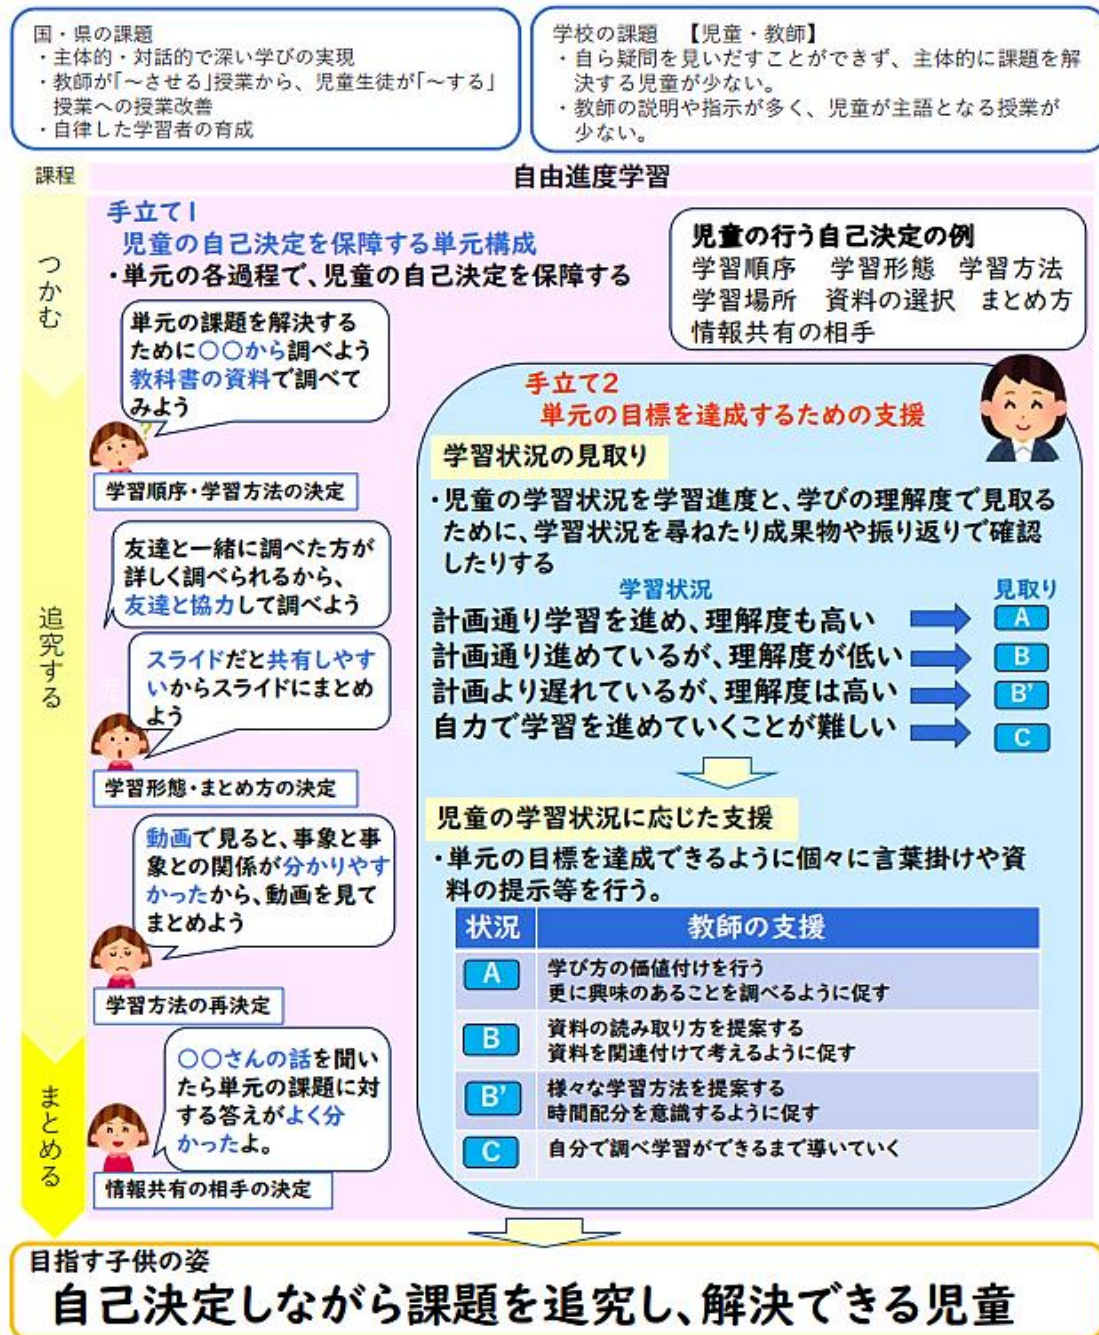 国・県の課題
・主体的・対話的で深い学びの実現
・教師が「～させる」授業から、児童生徒が「～する」
授業への授業改善
・自律した学習者の育成
学校の課題 【児童・教師】
・自ら疑問を見いだすことができず、主体的に課題を解
決する児童が少ない。
・教師の説明や指示が多く、児童が主語となる授業が
少ない。
課程
自由進度学習
つかむ
手立て1
児童の自己決定を保障する単元構成
・単元の各過程で、児童の自己決定を保障する
児童の行う自己決定の例
学習順序 学習形態 学習方法
学習場所 資料の選択 まとめ方
情報共有の相手
単元の課題を解決する
ために〇〇から調べよう
教科書の資料で調べて
みよう
?
学習順序・学習方法の決定
追究する
友達と一緒に調べた方が
詳しく調べられるから、
友達と協力して調べよう
スライドだと共有しやす
いからスライドにまとめ
よう
学習形態・まとめ方の決定
動画で見ると、事象と事
象との関係が分かりやす
かったから、動画を見て
まとめよう
学習方法の再決定
まとめる
〇〇さんの話を聞い
たら単元の課題に対
する答えがよく分
かったよ。
情報共有の相手の決定
手立て2
単元の目標を達成するための支援
学習状況の見取り
・児童の学習状況を学習進度と、学びの理解度で見取る
ために、学習状況を尋ねたり成果物や振り返りで確認
したりする
学習状況 見取り
計画通り学習を進め、理解度も高い A
計画通り進めているが、理解度が低い B
計画より遅れているが、理解度は高い B'
自力で学習を進めていくことが難しい C
児童の学習状況に応じた支援
・単元の目標を達成できるように個々に言葉掛けや資
料の提示等を行う。
状況 教師の支援
A 学び方の価値付けを行う
更に興味のあることを調べるように促す
B 資料の読み取り方を提案する
資料を関連付けて考えるように促す
B' 様々な学習方法を提案する
時間配分を意識するように促す
C 自分で調べ学習ができるまで導いていく
目指す子供の姿
自己決定しながら課題を追究し、解決できる児童